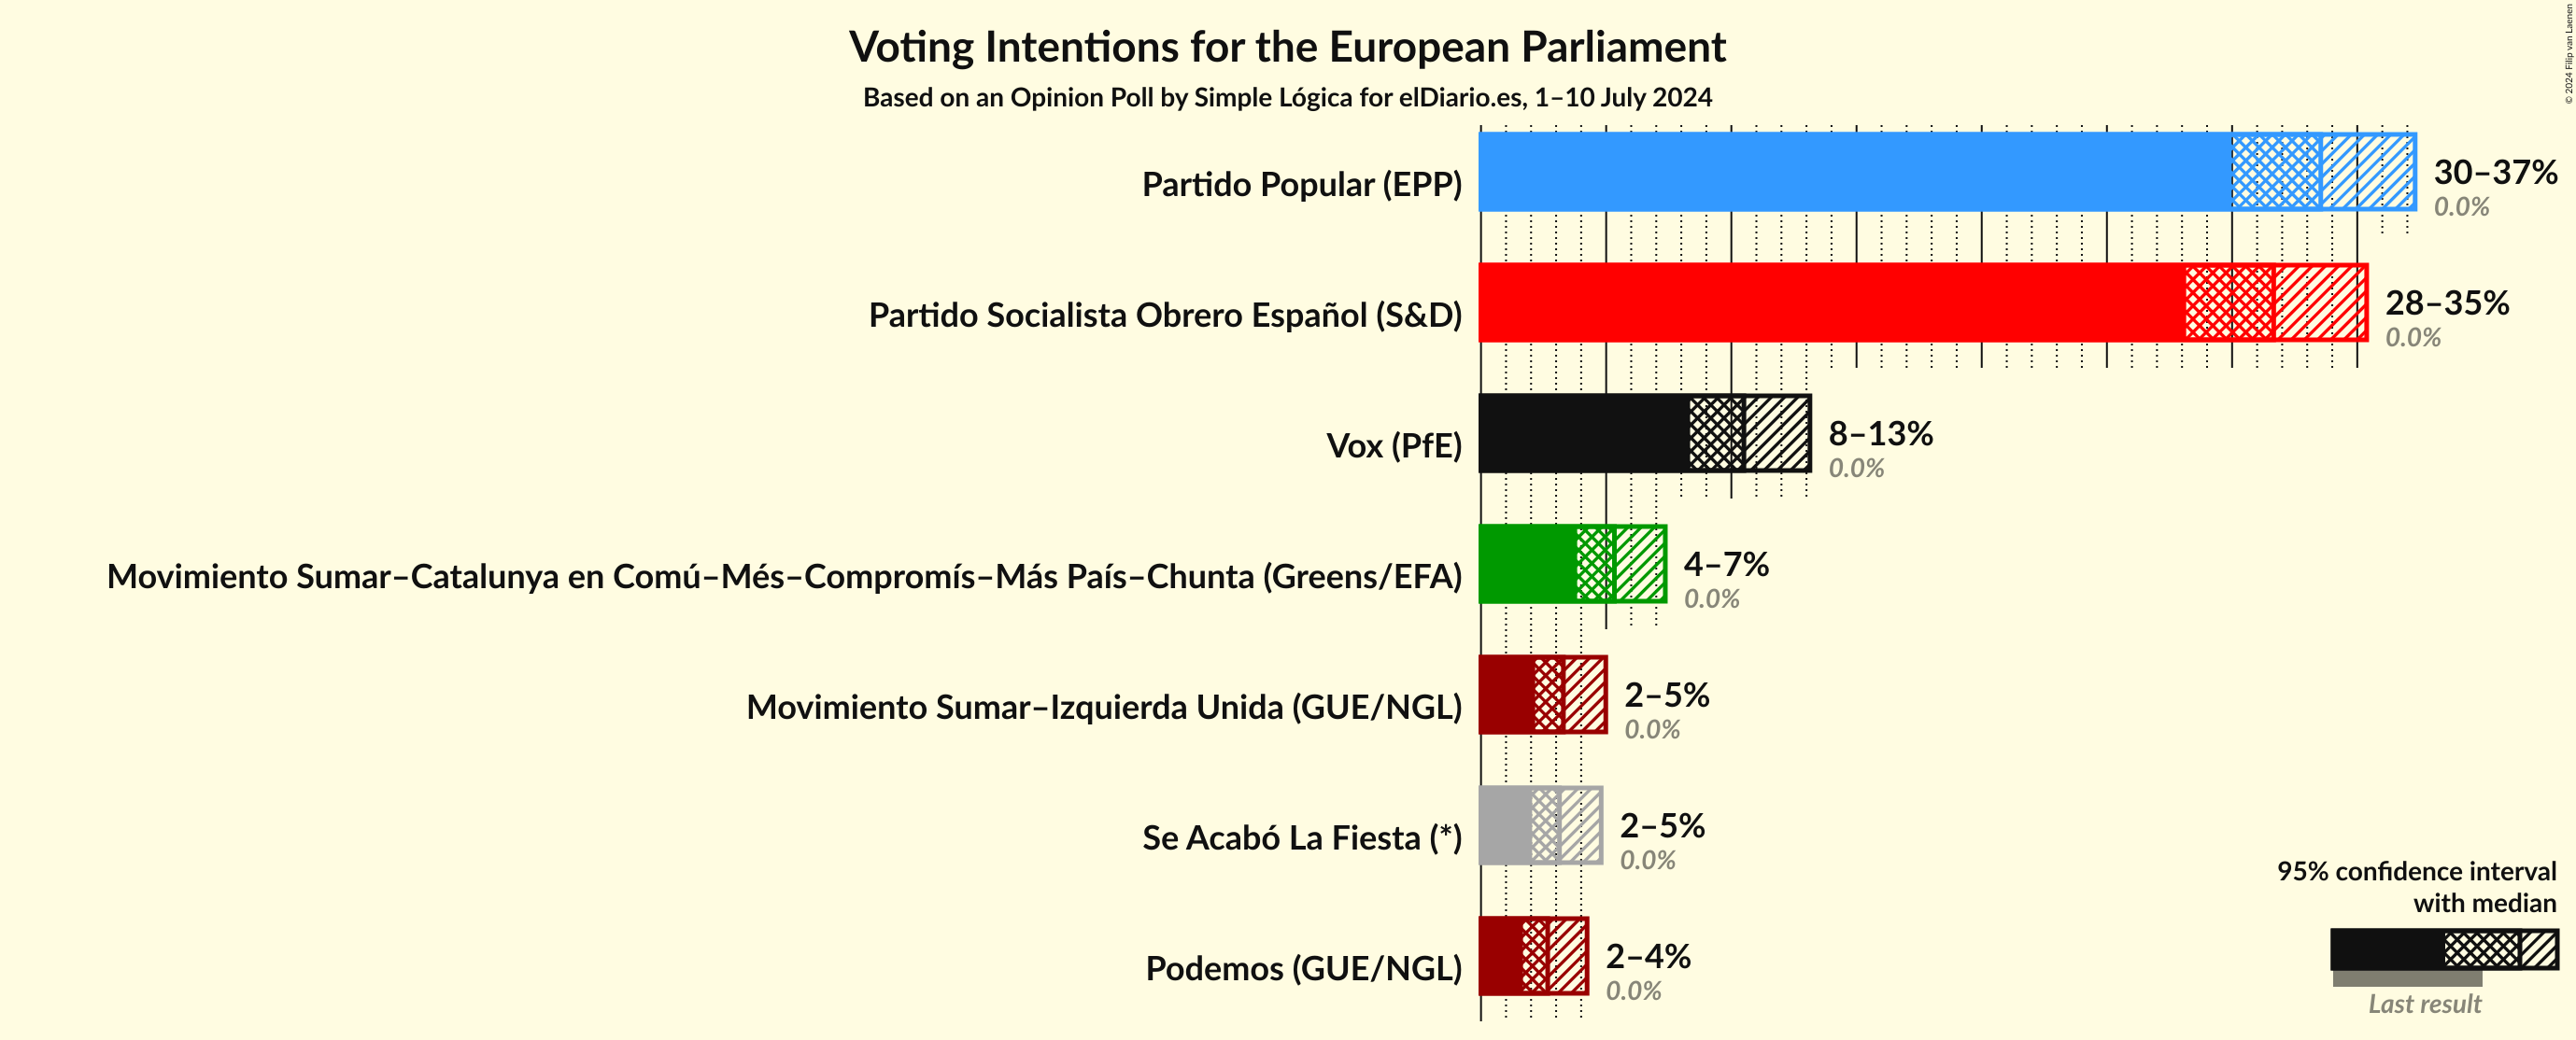 Voting Intentions for the European Parliament
Based on an Opinion Poll by Simple Lógica for elDiario.es, 1–10 July 2024
© 2024 Filip van Laenen
Partido Popular (EPP)
30–37%
0.0%
Partido Socialista Obrero Español (S&D)
28–35%
0.0%
Vox (PfE)
8–13%
0.0%
Movimiento Sumar–Catalunya en Comú–Més–Compromís–Más País–Chunta (Greens/EFA)
4–7%
0.0%
Movimiento Sumar–Izquierda Unida (GUE/NGL)
2–5%
0.0%
Se Acabó La Fiesta (*)
2–5%
0.0%
Podemos (GUE/NGL)
2–4%
0.0%
95% confidence interval
with median
Last result